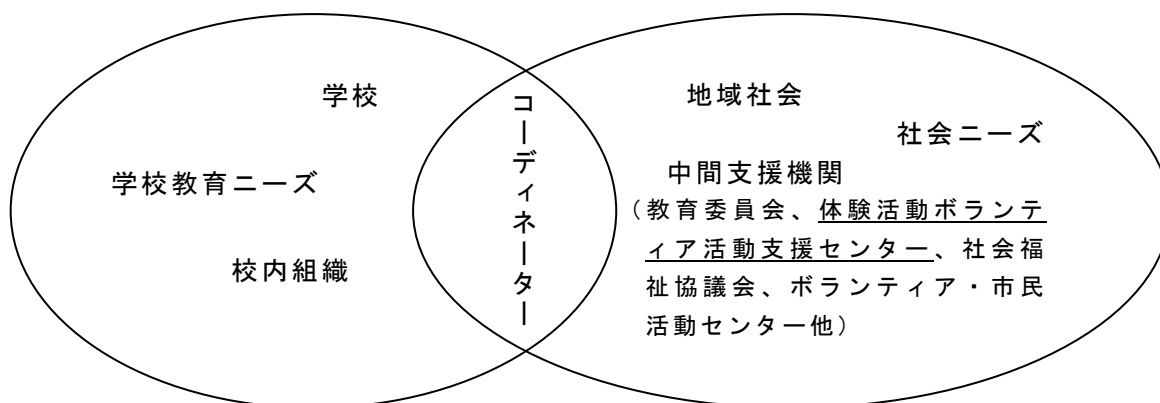 学校
学校教育ニーズ
校内組織
コーディネーター
地域社会
社会ニーズ
中間支援機関
（教育委員会、体験活動ボランテ
ィア活動支援センター、社会福
祉協議会、ボランティア・市民
活動センター他）